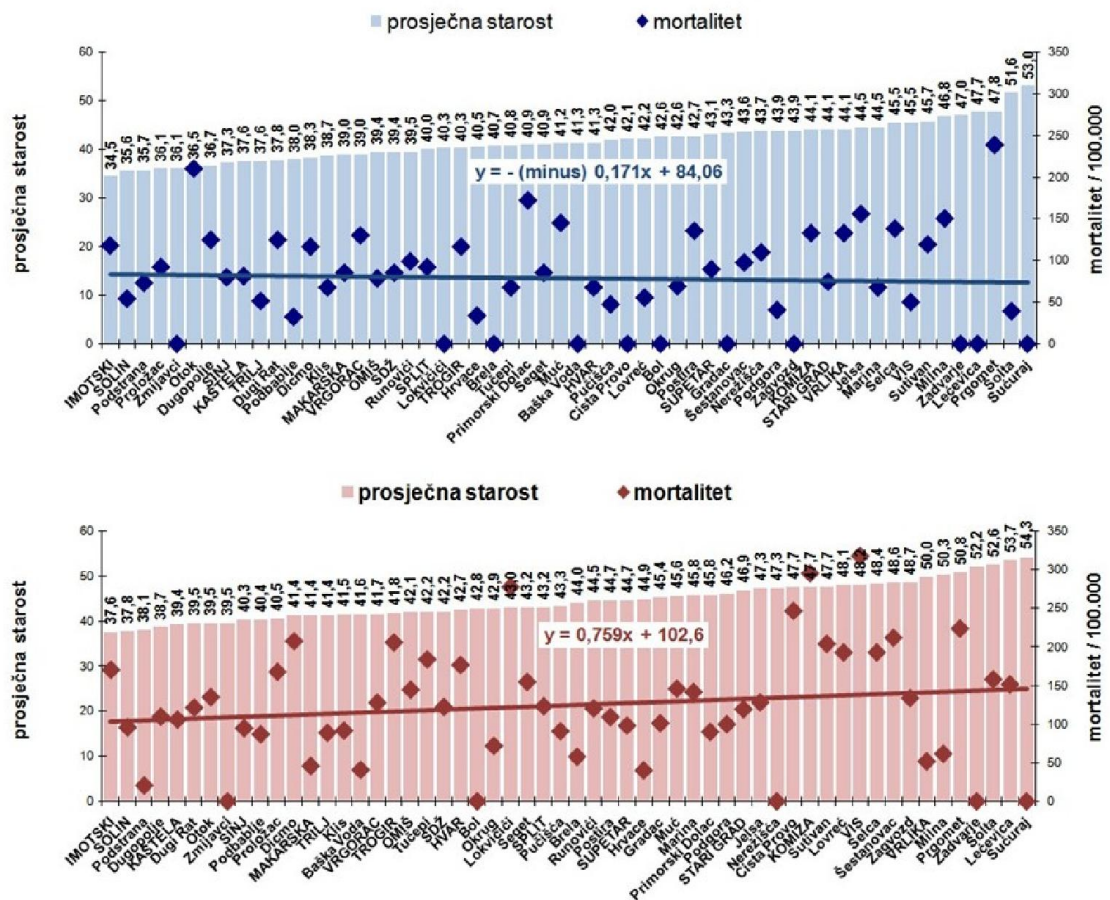 prosječna starost mortalitet
prosječna starost
60
50
40
30
20
10
0
34,5 35,6 35,7 36,1 36,1 36,5 36,7 37,3 37,6 37,6 37,8 38,0 38,3 38,7 39,0 39,0 39,4 39,4 39,5 40,0 40,3 40,3 40,5 40,7 40,8 40,9 40,9 41,2 41,3 41,3 42,0 42,1 42,2 42,6 42,6 42,7 43,1 43,3 43,6 43,7 43,9 43,9 44,1 44,1 44,1 44,5 44,5 45,5 45,5 45,7 46,8 47,0 47,7 47,8 51,6 53,0
y = - (minus) 0,171x + 84,06
350
300
250
200
150
100
50
0
mortalitet / 100.000
IMOTSKI SOLIN Podstrana Prološac Zmijavci Otok Dugopolje SINJ KAŠTELA TRILJ Dugi Rat Podbablje Dicmo Klis MAKARSKA VRGORAC OMIŠ SDŽ Runovići SPLIT Lokvičići TROGIR Hrvace Brela Tučepi Primorski Dolac Seget Muć Baška Voda HVAR Pučišća Cista Provo Lovreć Bol Okrug Postira SUPETAR Gradac Šestanovac Nerežišća Podgora Zagvozd KOMIŽA STARI GRAD VRLIKA Jelsa Marina Selca VIS Sutivan Milna Zadvarje Lećevica Prgomet Šolta Sućuraj
prosječna starost mortalitet
prosječna starost
60
50
40
30
20
10
0
37,6 37,8 38,1 38,7 39,4 39,5 39,5 39,5 40,3 40,4 40,5 41,4 41,4 41,4 41,5 41,6 41,7 41,8 42,1 42,2 42,2 42,7 42,8 42,9 43,0 43,2 43,2 43,3 44,0 44,5 44,7 44,7 44,9 45,4 45,6 45,8 45,8 46,2 46,9 47,3 47,3 47,7 47,7 47,7 48,1 48,4 48,6 48,7 50,0 50,3 50,8 52,2 52,6 53,7 54,3
y = 0,759x + 102,6
350
300
250
200
150
100
50
0
mortalitet / 100.000
IMOTSKI SOLIN Podstrana Dugopolje KAŠTELA Dugi Rat Otok Zmijavci SINJ Podbablje Prološac Dicmo MAKARSKA TRILJ Klis Baška Voda VRGORAC TROGIR OMIŠ Tučepi SDŽ HVAR Bol Okrug Lokvičići Seget SPLIT Pučišća Brela Runovići Postira SUPETAR Hrvace Gradac Muć Marina Primorski Dolac Podgora STARI GRAD Jelsa Nerežišća Cista Provo KOMIŽA Sutivan Lovreć VIS Selca Šestanovac Zagvozd VRLIKA Milna Prgomet Zadvarje Šolta Lećevica Sućuraj